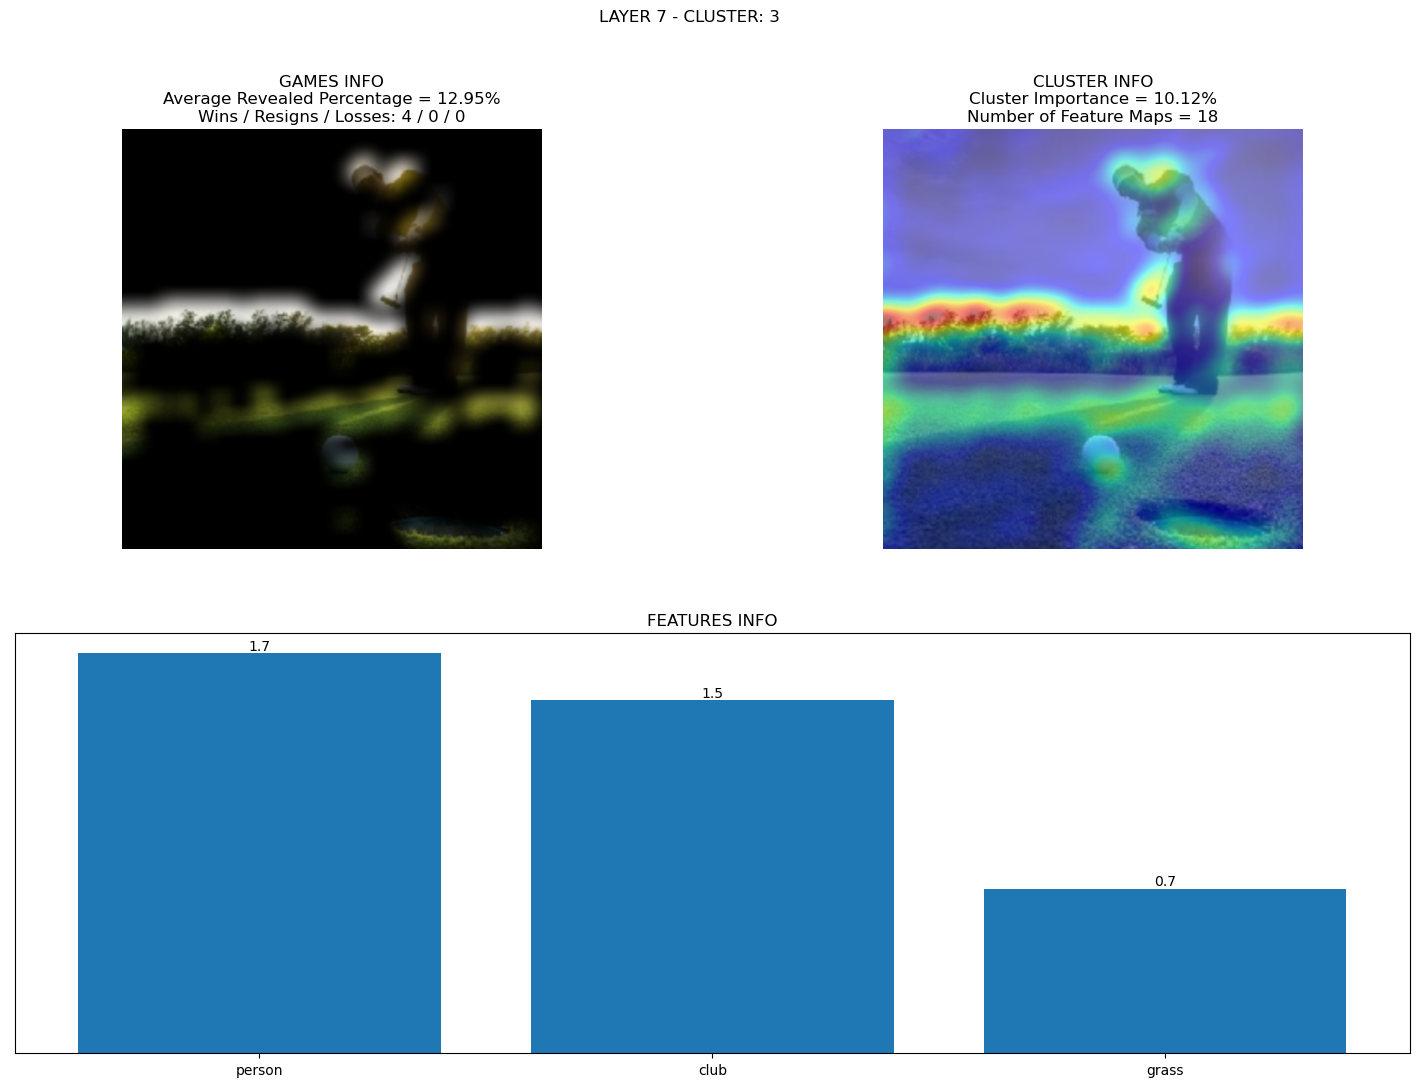 LAYER 7 - CLUSTER: 3
GAMES INFO
Average Revealed Percentage = 12.95%
Wins / Resigns / Losses: 4 / 0 / 0
CLUSTER INFO
Cluster Importance = 10.12%
Number of Feature Maps = 18
FEATURES INFO
1.7
1.5
0.7
person
club
grass